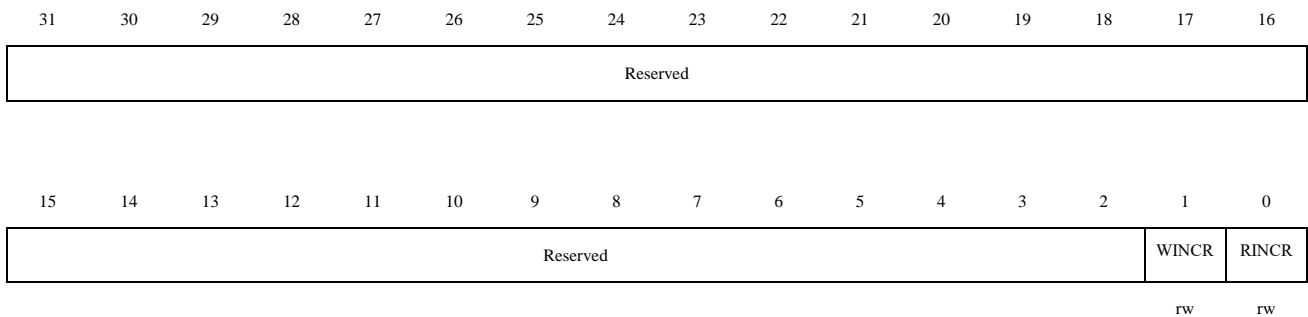 31 30 29 28 27 26 25 24 23 22 21 20 19 18 17 16
Reserved
15 14 13 12 11 10 9 8 7 6 5 4 3 2 1 0
Reserved WINCR RINCR
rw rw